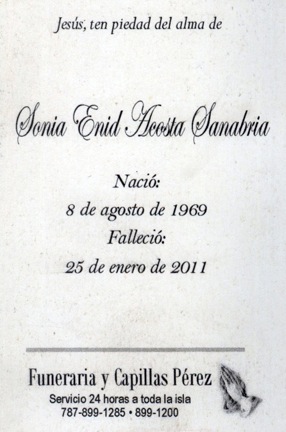 Jesús, ten piedad del alma de
Sonia Enid Acosta Sanabria
Nació:
8 de agosto de 1969
Falleció:
25 de enero de 2011
Funeraria y Capillas Pérez
Servicio 24 horas a toda la isla
787-899-1285 • 899-1200